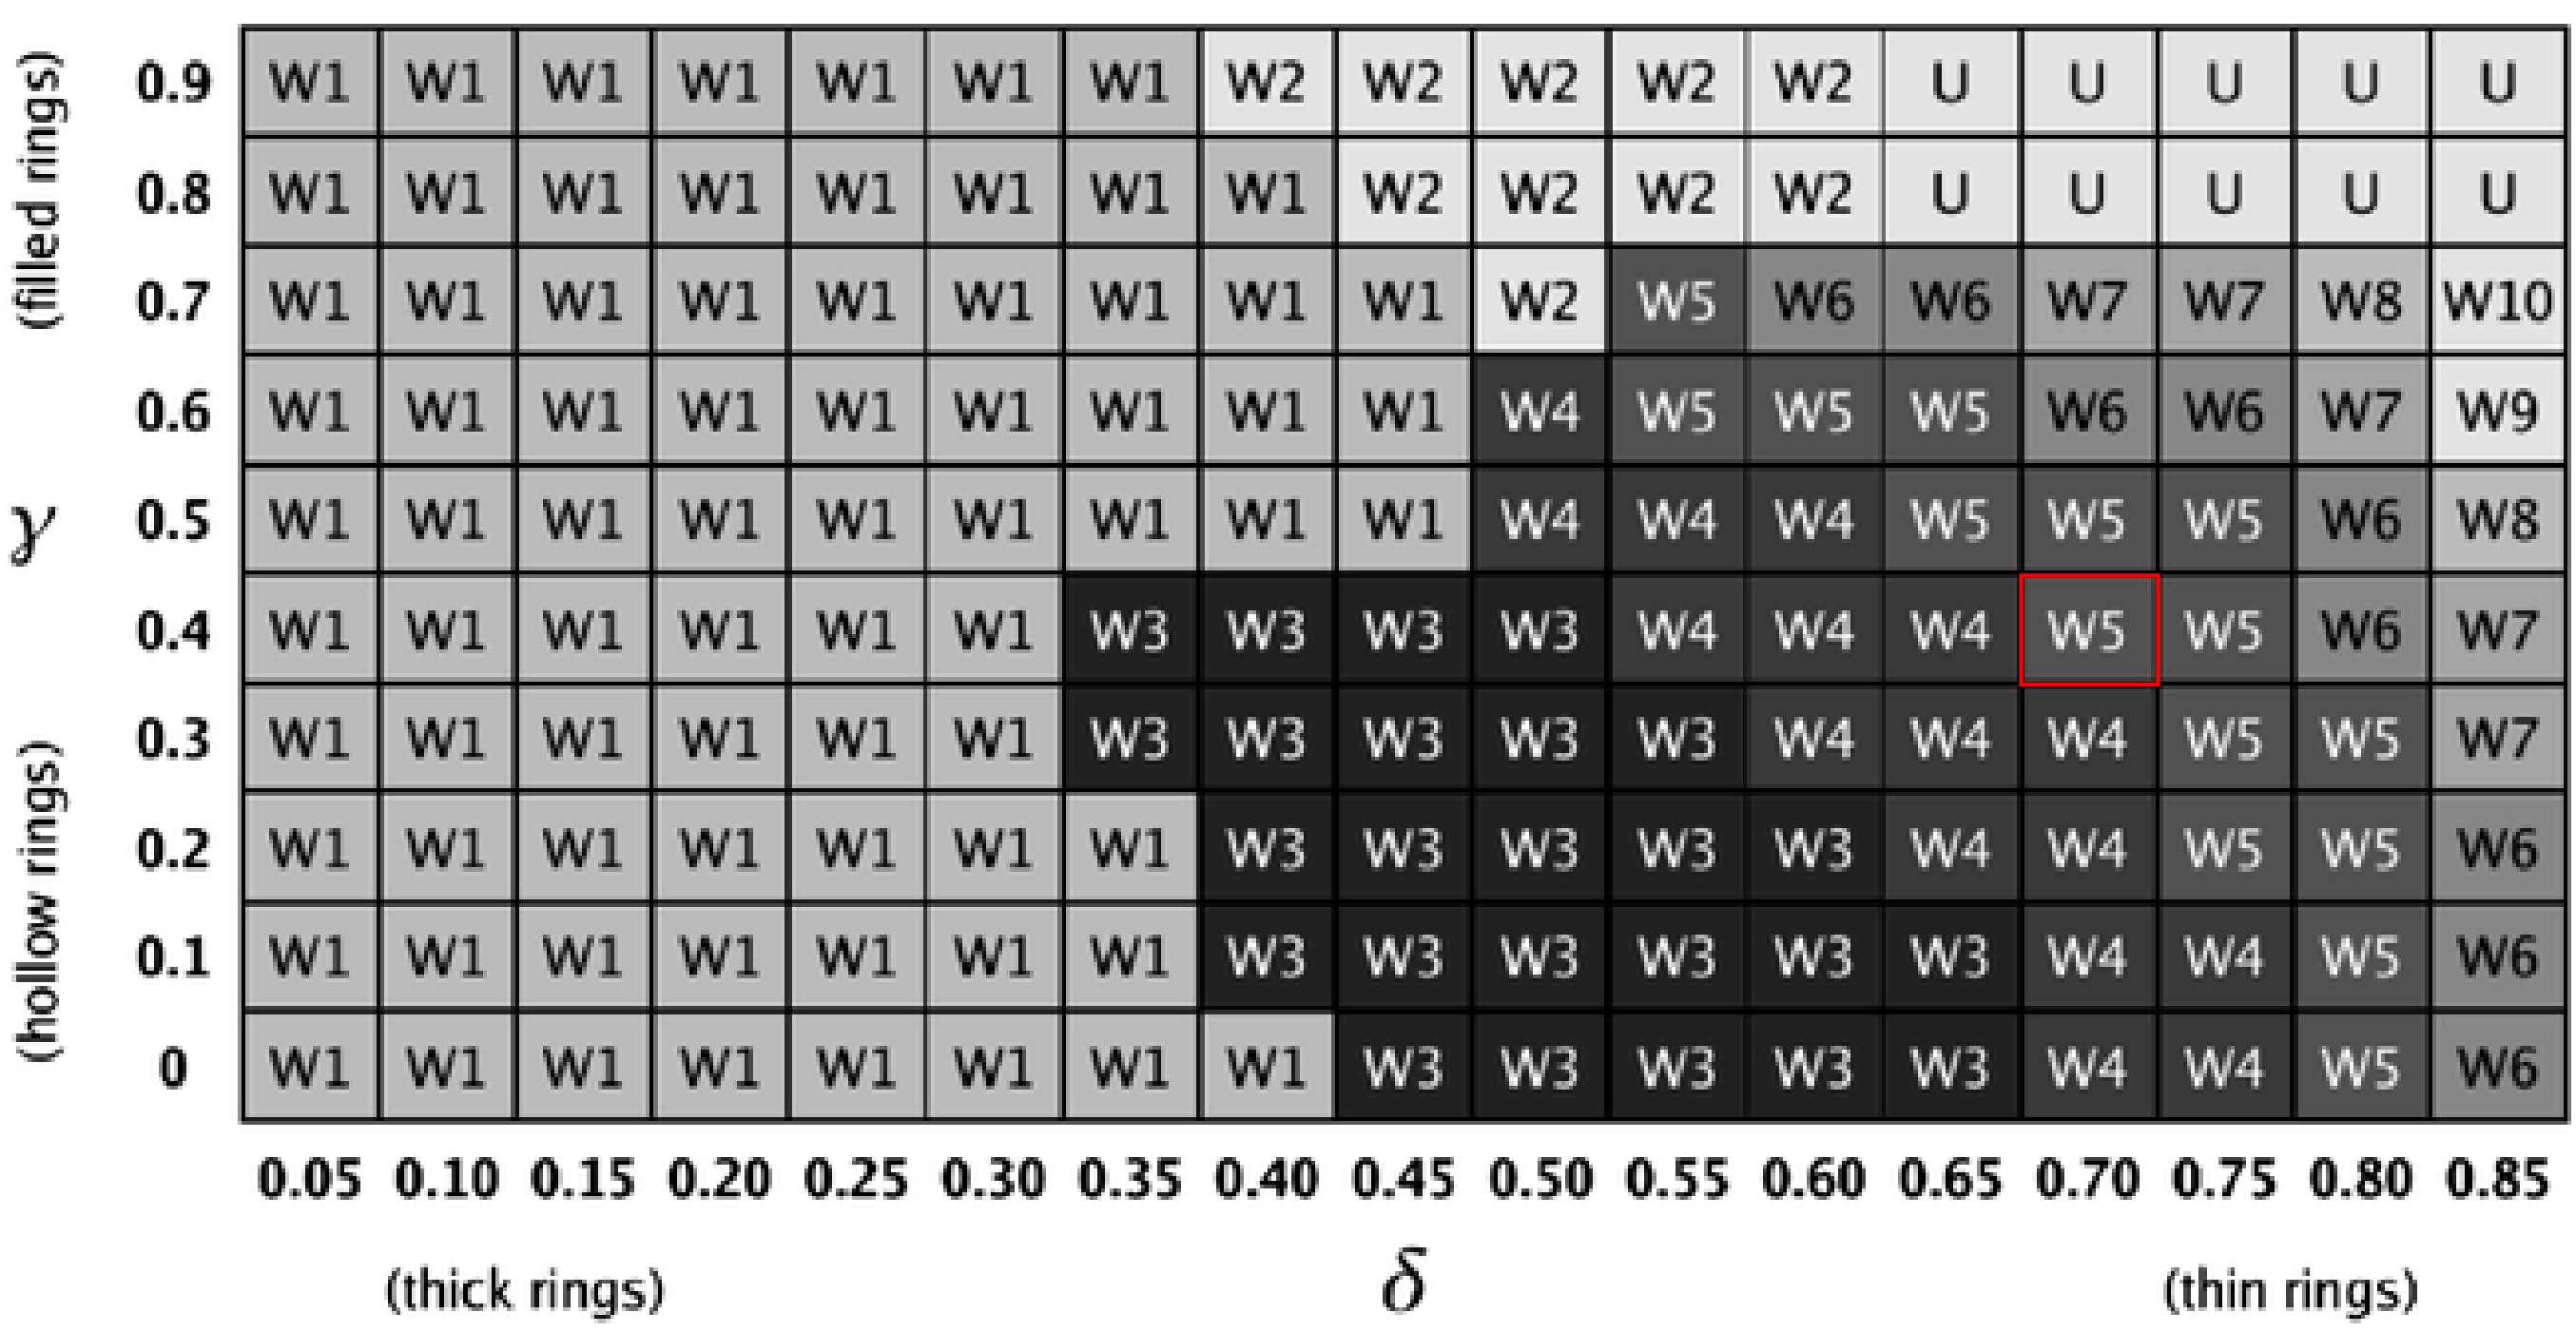 (filled rings)
γ
(hollow rings)
0.9 W1 W1 W1 W1 W1 W1 W1 W2 W2 W2 W2 W2 U U U U U
0.8 W1 W1 W1 W1 W1 W1 W1 W1 W2 W2 W2 W2 U U U U U
0.7 W1 W1 W1 W1 W1 W1 W1 W1 W1 W2 W5 W6 W6 W7 W7 W8 W10
0.6 W1 W1 W1 W1 W1 W1 W1 W1 W1 W4 W5 W5 W5 W6 W6 W7 W9
0.5 W1 W1 W1 W1 W1 W1 W1 W1 W1 W4 W4 W4 W5 W5 W5 W6 W8
0.4 W1 W1 W1 W1 W1 W1 W3 W3 W3 W3 W4 W4 W4 W5 W5 W6 W7
0.3 W1 W1 W1 W1 W1 W1 W3 W3 W3 W3 W3 W4 W4 W4 W5 W5 W7
0.2 W1 W1 W1 W1 W1 W1 W1 W3 W3 W3 W3 W3 W4 W4 W5 W5 W6
0.1 W1 W1 W1 W1 W1 W1 W1 W3 W3 W3 W3 W3 W3 W4 W4 W5 W6
0 W1 W1 W1 W1 W1 W1 W1 W1 W3 W3 W3 W3 W3 W4 W4 W5 W6
0.05 0.10 0.15 0.20 0.25 0.30 0.35 0.40 0.45 0.50 0.55 0.60 0.65 0.70 0.75 0.80 0.85
(thick rings) δ (thin rings)